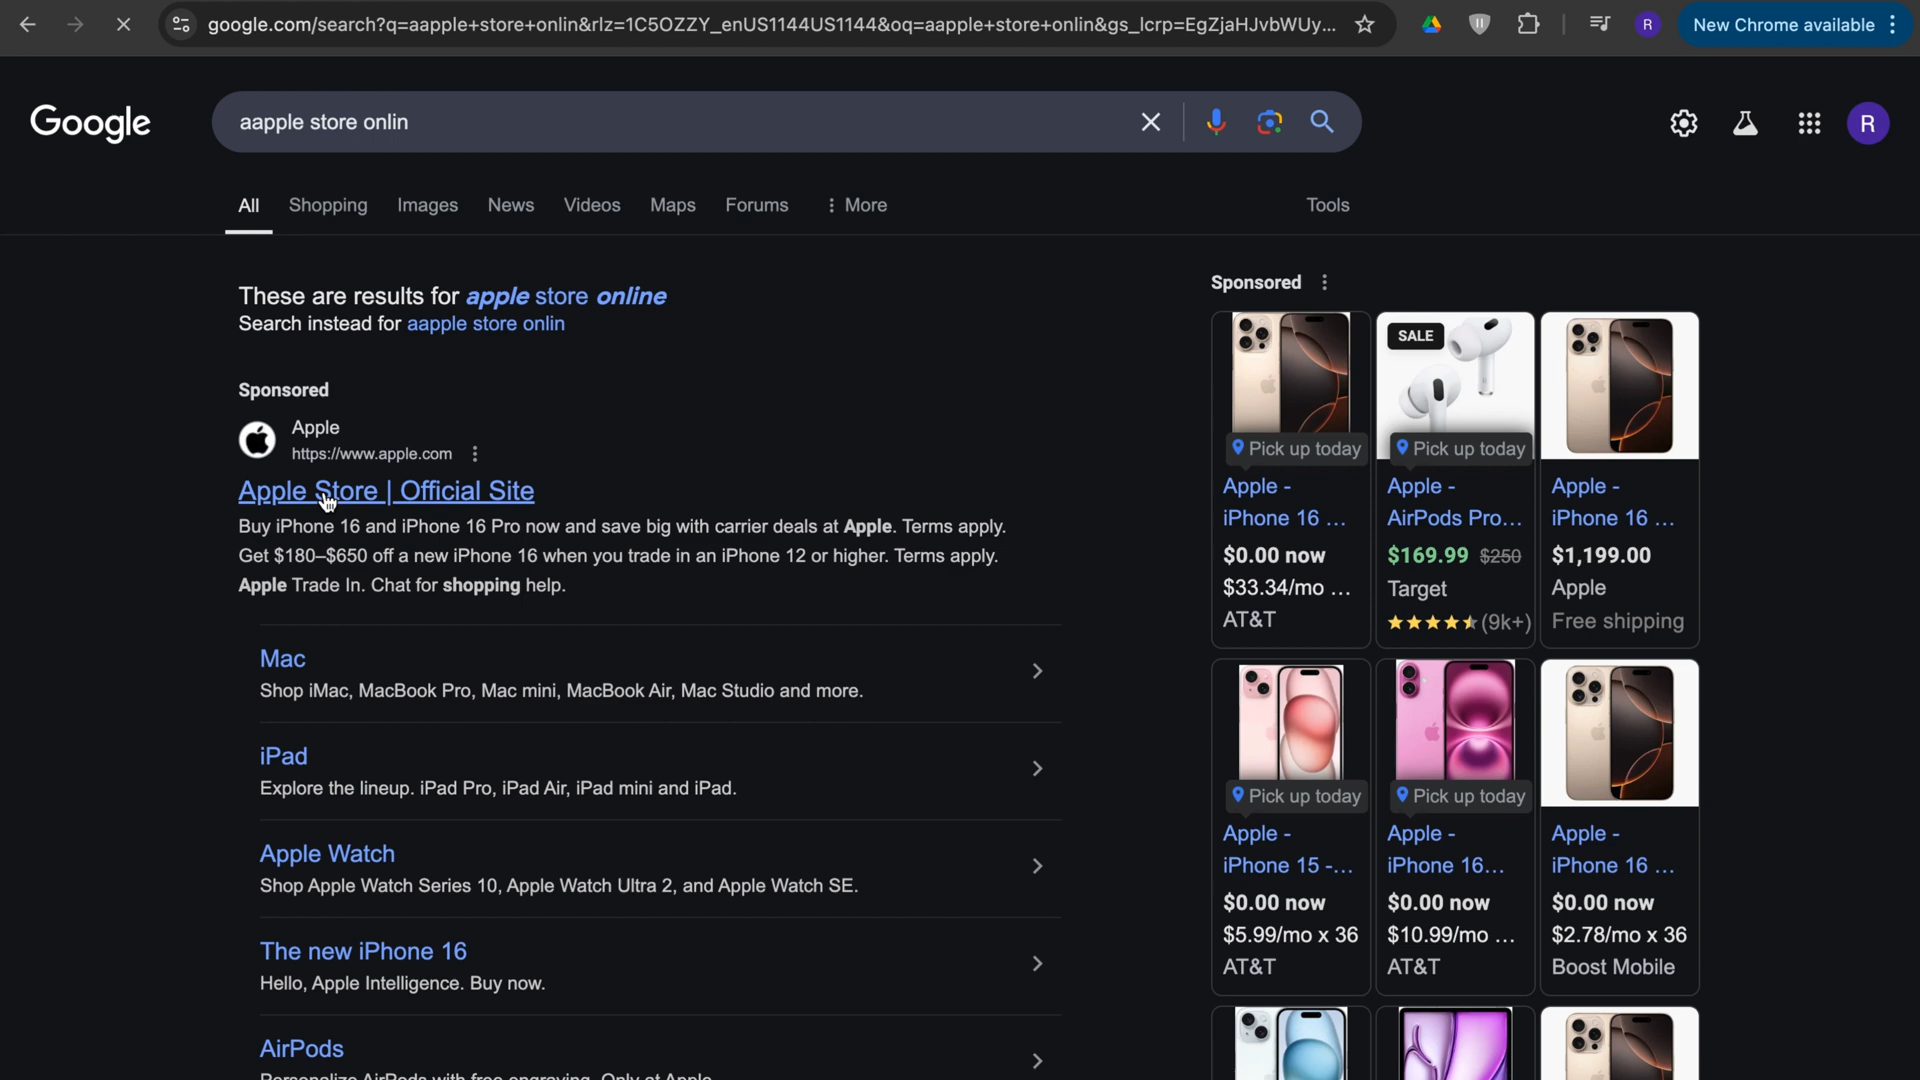 google.com/search?q=aapple+store+onlin&rlz=1C5OZZY_enUS1144US1144&oq=aapple+store+onlin&gs_lcrp=EgZjaHJvbWUy...
R
New Chrome available
Google
aapple store onlin
R
All
Shopping
Images
News
Videos
Maps
Forums
More
Tools
These are results for apple store online
Search instead for aapple store onlin
Sponsored
Apple
https://www.apple.com
Apple Store | Official Site
Buy iPhone 16 and iPhone 16 Pro now and save big with carrier deals at Apple. Terms apply.
Get $180–$650 off a new iPhone 16 when you trade in an iPhone 12 or higher. Terms apply.
Apple Trade In. Chat for shopping help.
Mac
Shop iMac, MacBook Pro, Mac mini, MacBook Air, Mac Studio and more.
iPad
Explore the lineup. iPad Pro, iPad Air, iPad mini and iPad.
Apple Watch
Shop Apple Watch Series 10, Apple Watch Ultra 2, and Apple Watch SE.
The new iPhone 16
Hello, Apple Intelligence. Buy now.
AirPods
Personalize AirPods with free engraving. Only at Apple.
Sponsored
Pick up today
Apple -
iPhone 16 ...
$0.00 now
$33.34/mo ...
AT&T
SALE
Pick up today
Apple -
AirPods Pro...
$169.99 $250
Target
(9k+)
Apple -
iPhone 16 ...
$1,199.00
Apple
Free shipping
Pick up today
Apple -
iPhone 15 -...
$0.00 now
$5.99/mo x 36
AT&T
Pick up today
Apple -
iPhone 16...
$0.00 now
$10.99/mo ...
AT&T
Apple -
iPhone 16 ...
$0.00 now
$2.78/mo x 36
Boost Mobile